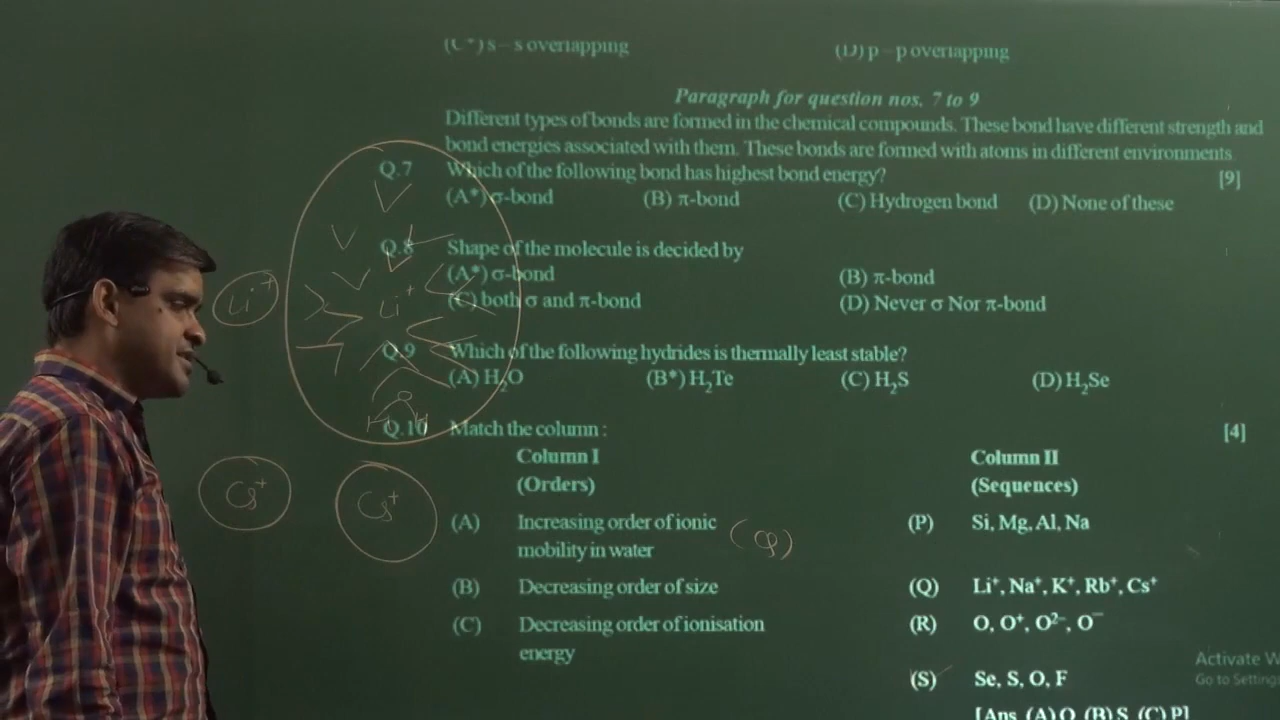 (C*) s – s overlapping (D) p – p overlapping
Paragraph for question nos. 7 to 9
Different types of bonds are formed in the chemical compounds. These bond have different strength and
bond energies associated with them. These bonds are formed with atoms in different environments.
Q.7 Which of the following bond has highest bond energy? [9]
(A*) σ-bond (B) π-bond (C) Hydrogen bond (D) None of these
Q.8 Shape of the molecule is decided by
(A*) σ-bond (B) π-bond
(C) both σ and π-bond (D) Never σ Nor π-bond
Li⁺ Li⁺
Q.9 Which of the following hydrides is thermally least stable?
(A) H₂O (B*) H₂Te (C) H₂S (D) H₂Se
O
H H
Q.10 Match the column : [4]
Column I Column II
(Orders) (Sequences)
Cs⁺ Cs⁺
(A) Increasing order of ionic (P) Si, Mg, Al, Na
mobility in water (Q)
(B) Decreasing order of size (Q) Li⁺, Na⁺, K⁺, Rb⁺, Cs⁺
(C) Decreasing order of ionisation (R) O, O⁺, O²⁻, O⁻
energy
(S) Se, S, O, F
Activate W
Go to Settings
[Ans. (A) Q, (B) S, (C) P]